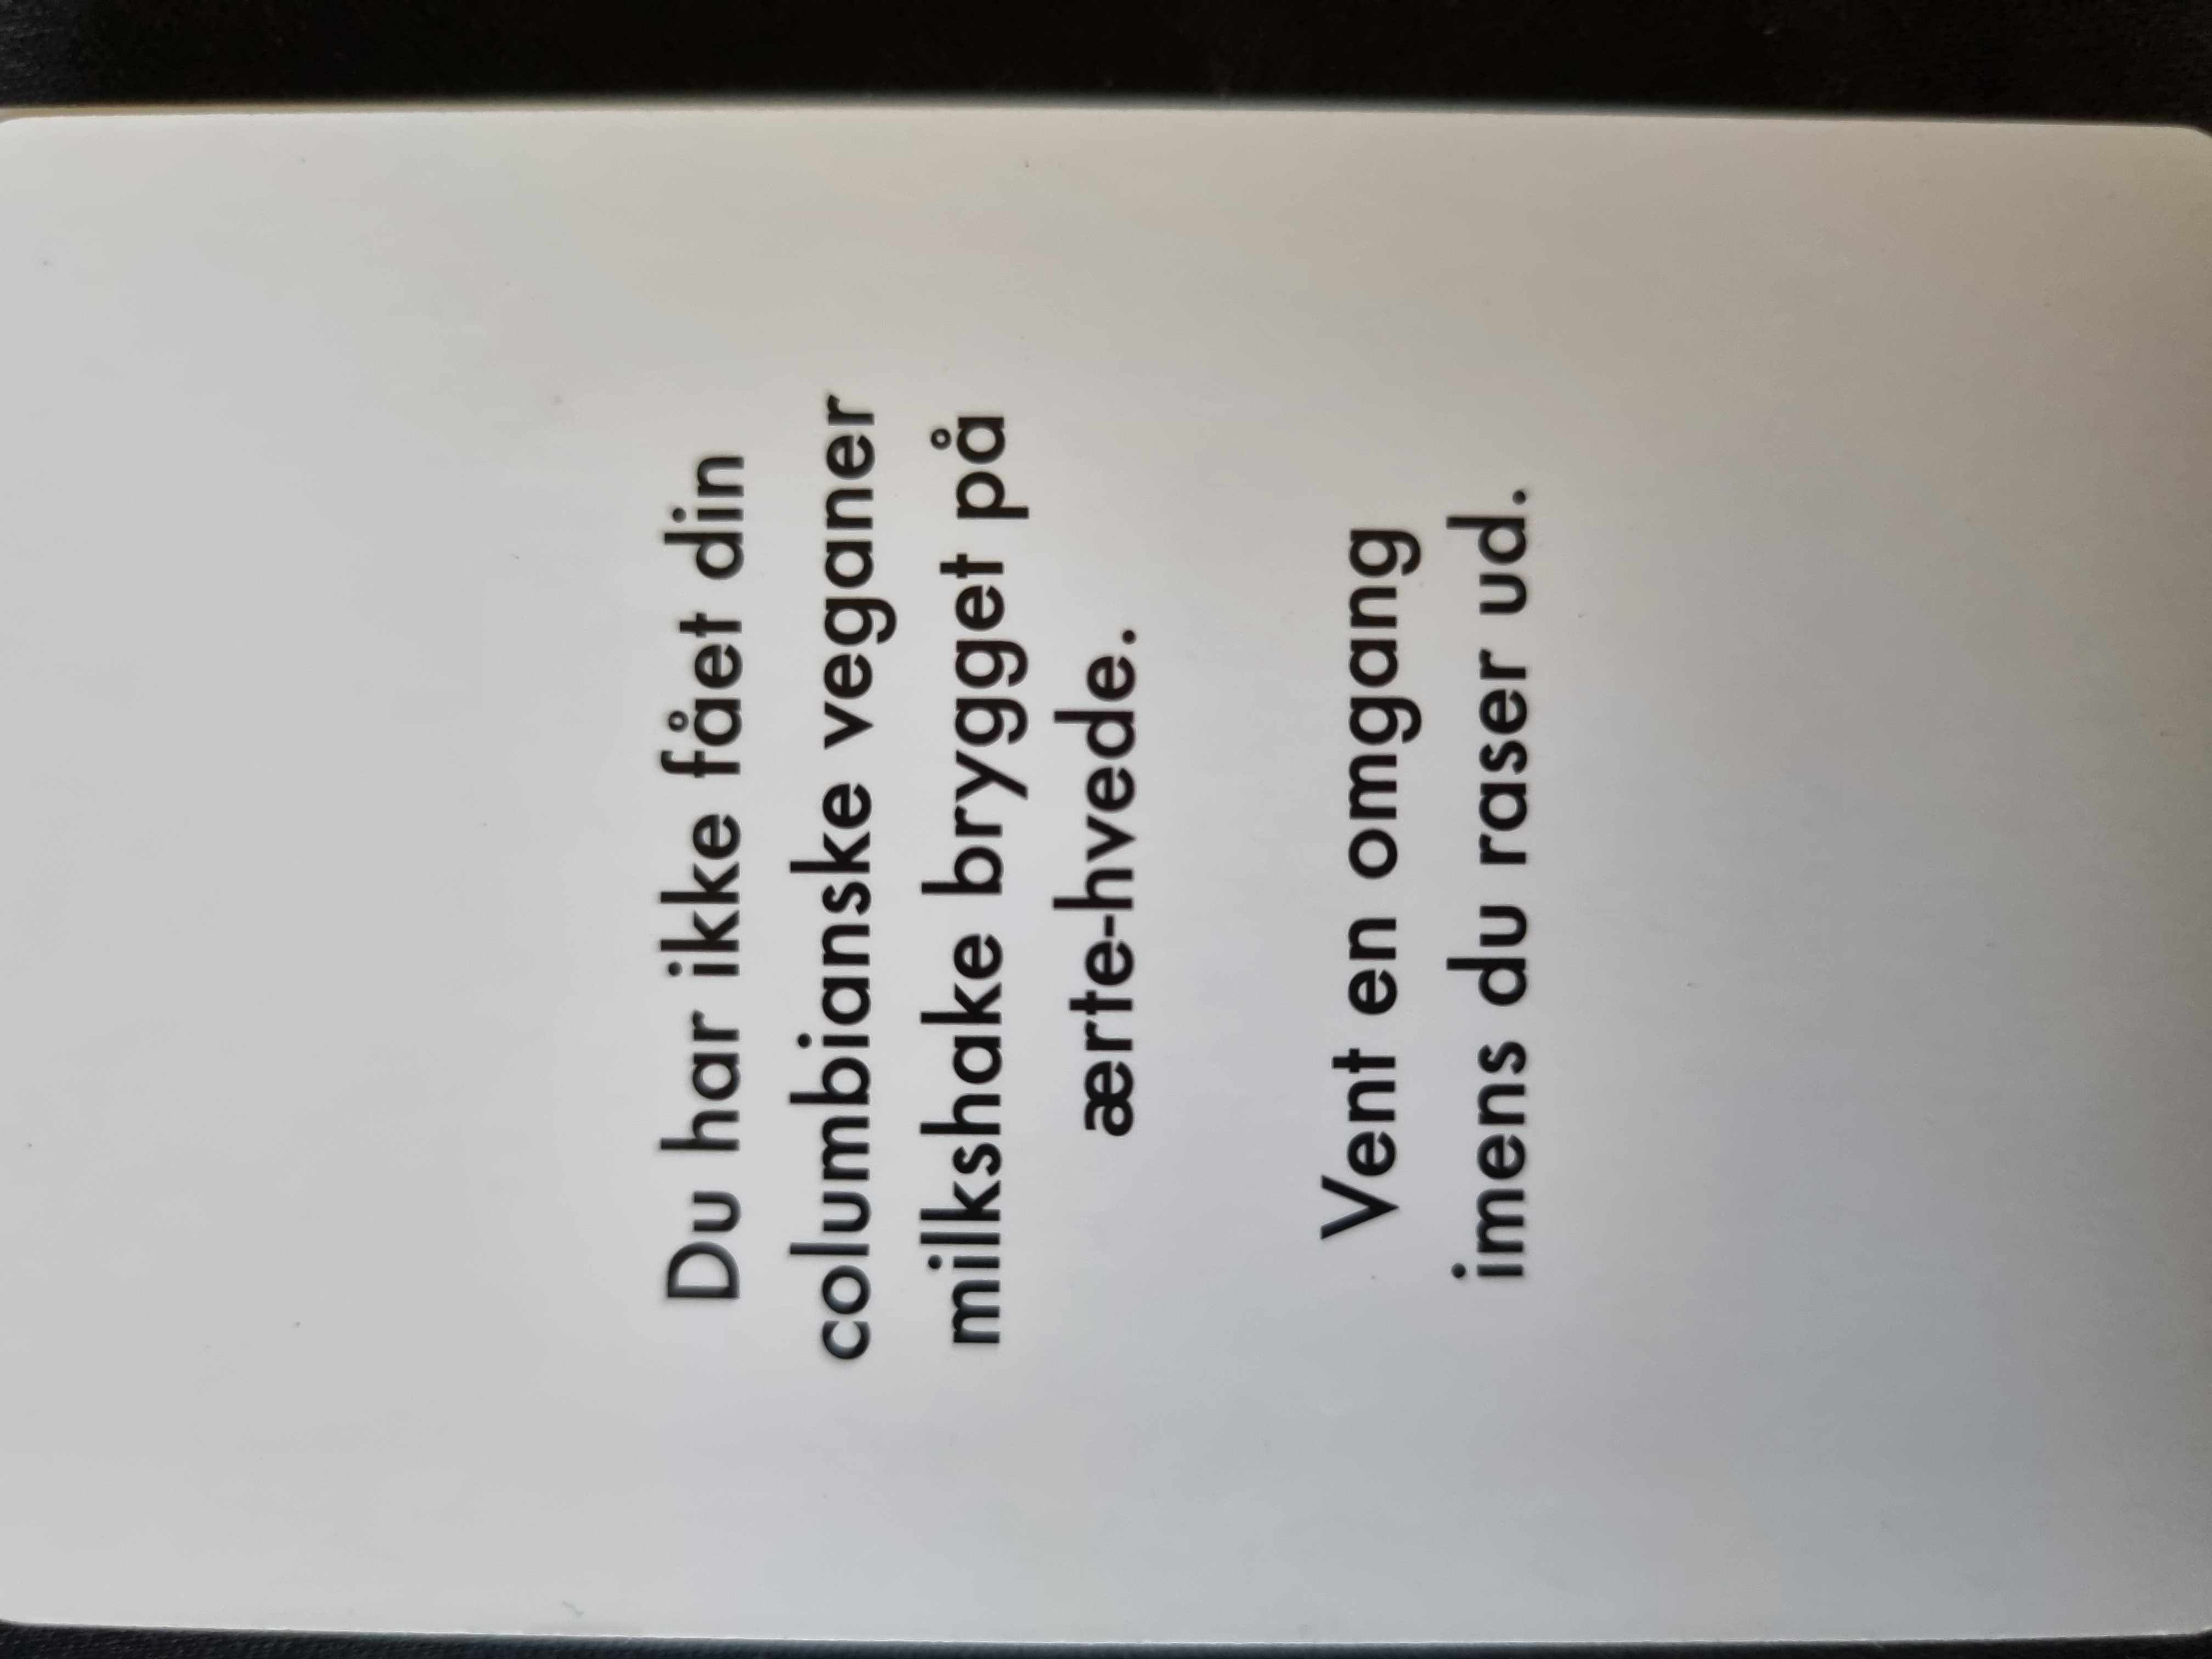 Du har ikke fået din
columbianske veganer
milkshake brygget på
ærte-hvede.
Vent en omgang
imens du raser ud.